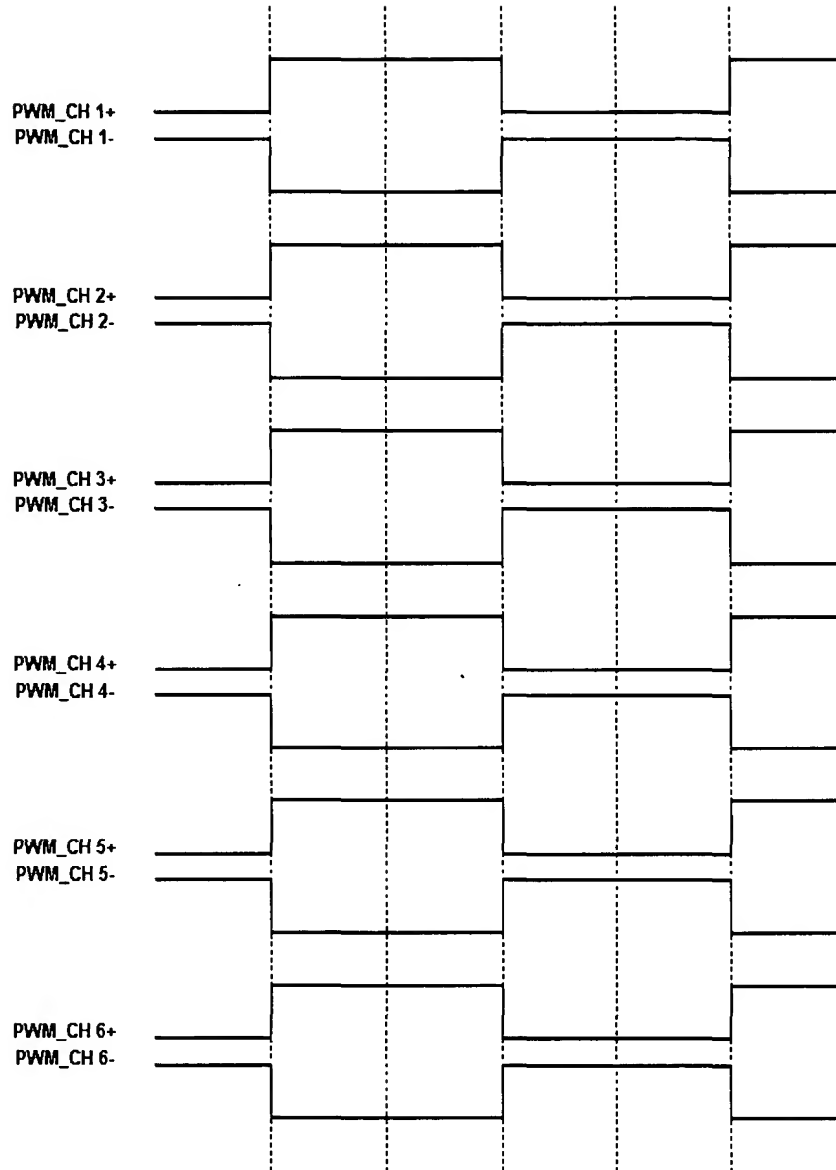 PWM_CH 1+
PWM_CH 1-
PWM_CH 2+
PWM_CH 2-
PWM_CH 3+
PWM_CH 3-
PWM_CH 4+
PWM_CH 4-
PWM_CH 5+
PWM_CH 5-
PWM_CH 6+
PWM_CH 6-